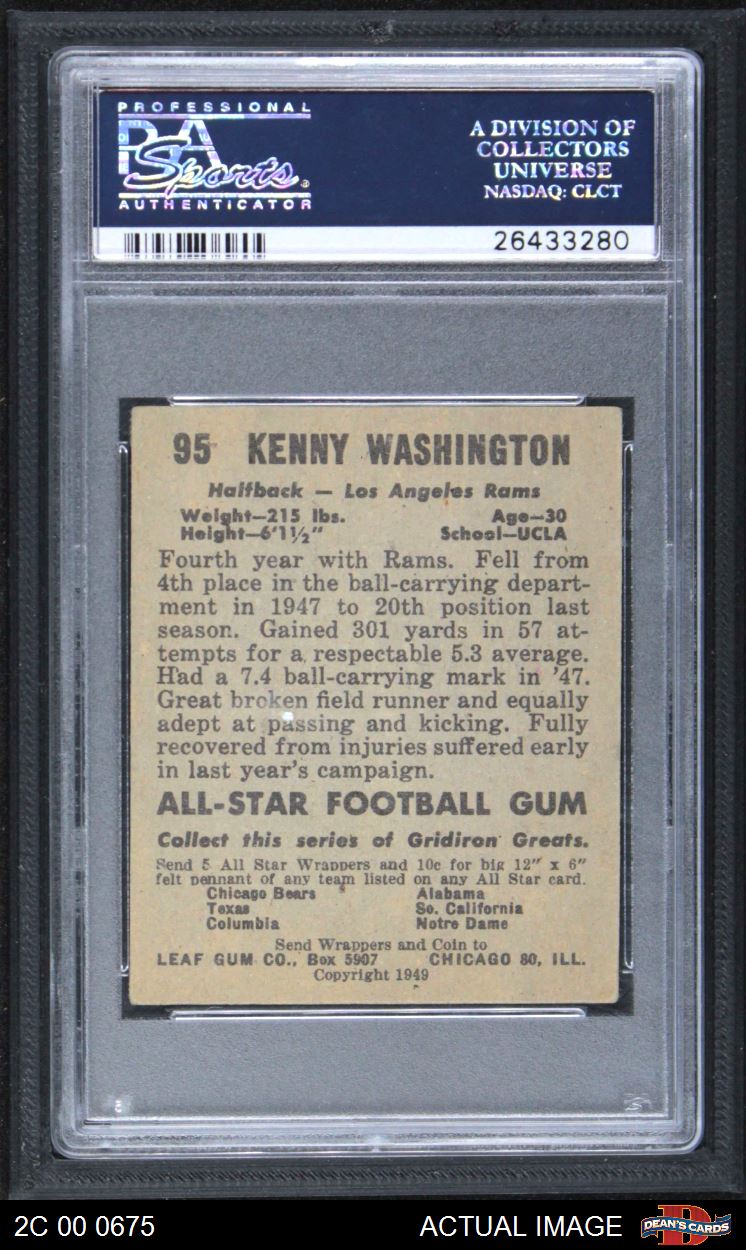 PROFESSIONAL
PSA
Sports
AUTHENTICATOR
A DIVISION OF
COLLECTORS
UNIVERSE
NASDAQ: CLCT
26433280
95 KENNY WASHINGTON
Halfback — Los Angeles Rams
Weight—215 lbs. Age—30
Height—6'1½" School—UCLA
Fourth year with Rams. Fell from
4th place in the ball-carrying depart-
ment in 1947 to 20th position last
season. Gained 301 yards in 57 at-
tempts for a respectable 5.3 average.
Had a 7.4 ball-carrying mark in '47.
Great broken field runner and equally
adept at passing and kicking. Fully
recovered from injuries suffered early
in last year's campaign.
ALL-STAR FOOTBALL GUM
Collect this series of Gridiron Greats.
Send 5 All Star Wrappers and 10c for big 12" x 6"
felt pennant of any team listed on any All Star card.
Chicago Bears Alabama
Texas So. California
Columbia Notre Dame
Send Wrappers and Coin to
LEAF GUM CO., Box 5907 CHICAGO 80, ILL.
Copyright 1949
2C 00 0675 ACTUAL IMAGE DEAN'S CARDS